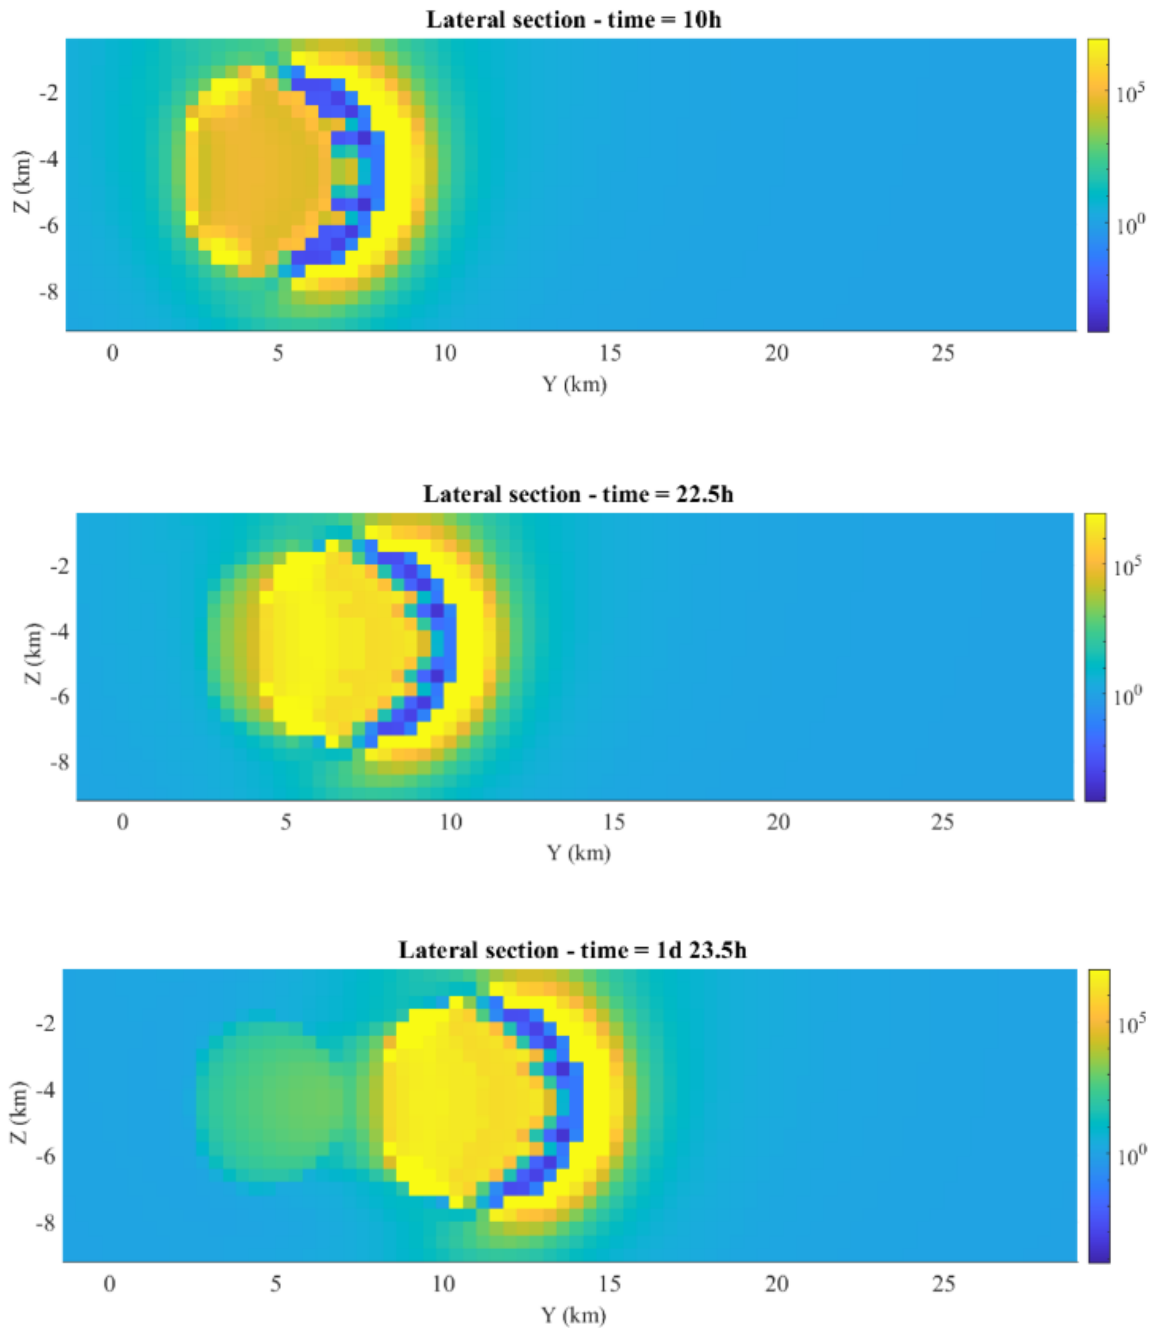 Lateral section - time = 10h
10^5
10^0
-2
-4
-6
-8
Z (km)
0 5 10 15 20 25
Y (km)
Lateral section - time = 22.5h
10^5
10^0
-2
-4
-6
-8
Z (km)
0 5 10 15 20 25
Y (km)
Lateral section - time = 1d 23.5h
10^5
10^0
-2
-4
-6
-8
Z (km)
0 5 10 15 20 25
Y (km)